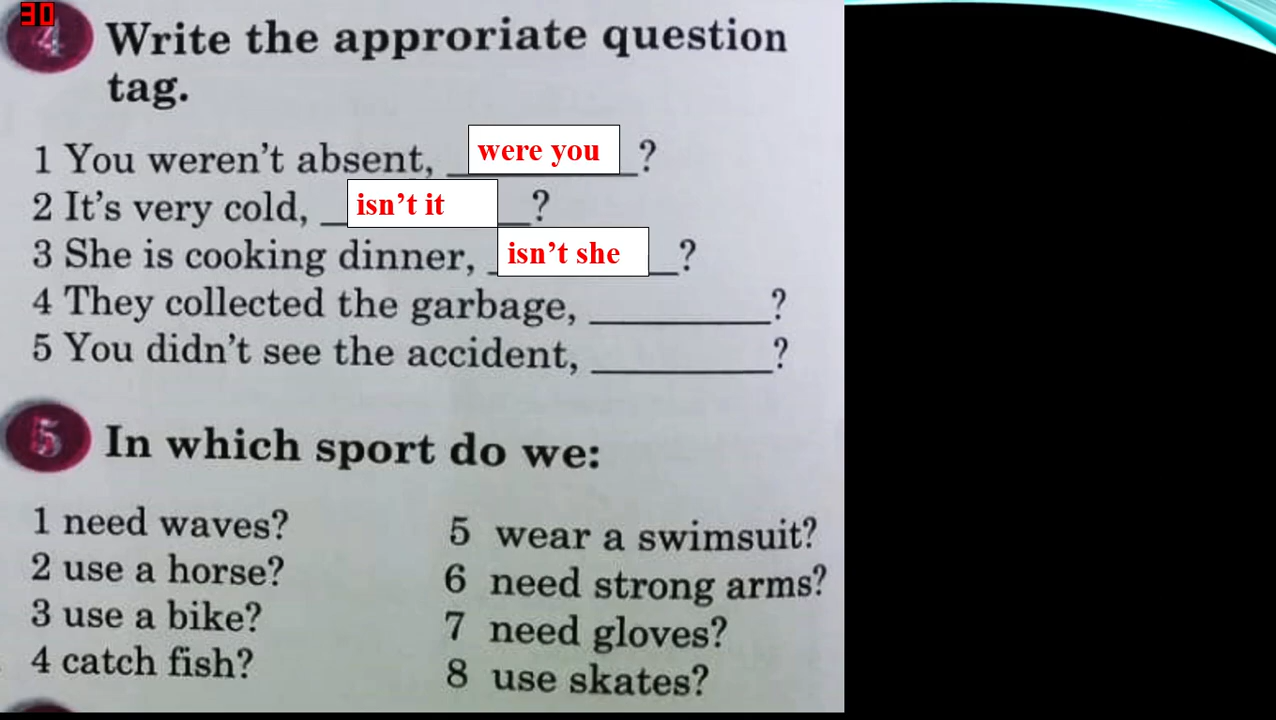 30
4 Write the approriate question
tag.
1 You weren't absent, were you ?
2 It's very cold, isn't it ?
3 She is cooking dinner, isn't she ?
4 They collected the garbage, ?
5 You didn't see the accident, ?
5 In which sport do we:
1 need waves?
2 use a horse?
3 use a bike?
4 catch fish?
5 wear a swimsuit?
6 need strong arms?
7 need gloves?
8 use skates?